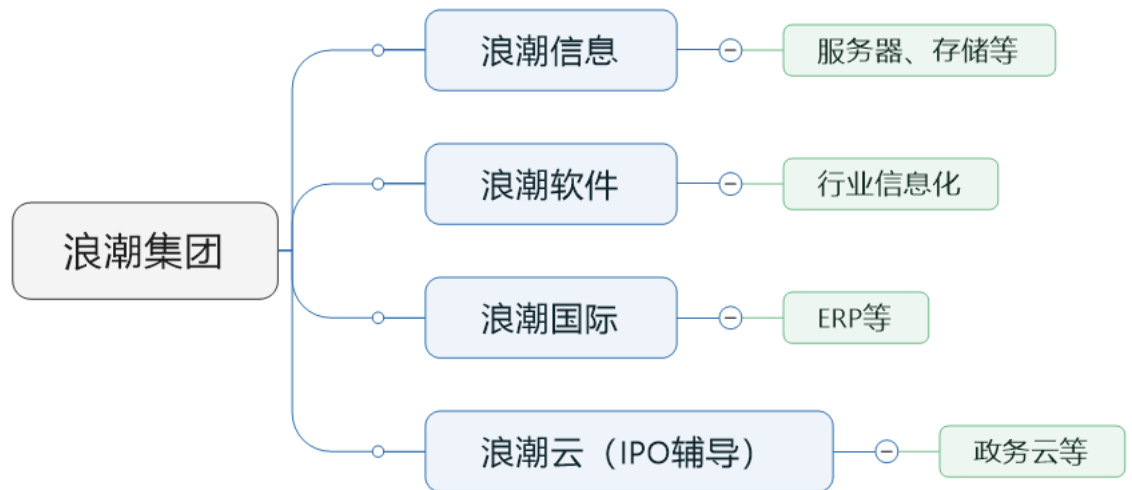 浪潮集团
浪潮信息
服务器、存储等
浪潮软件
行业信息化
浪潮国际
ERP等
浪潮云（IPO辅导）
政务云等